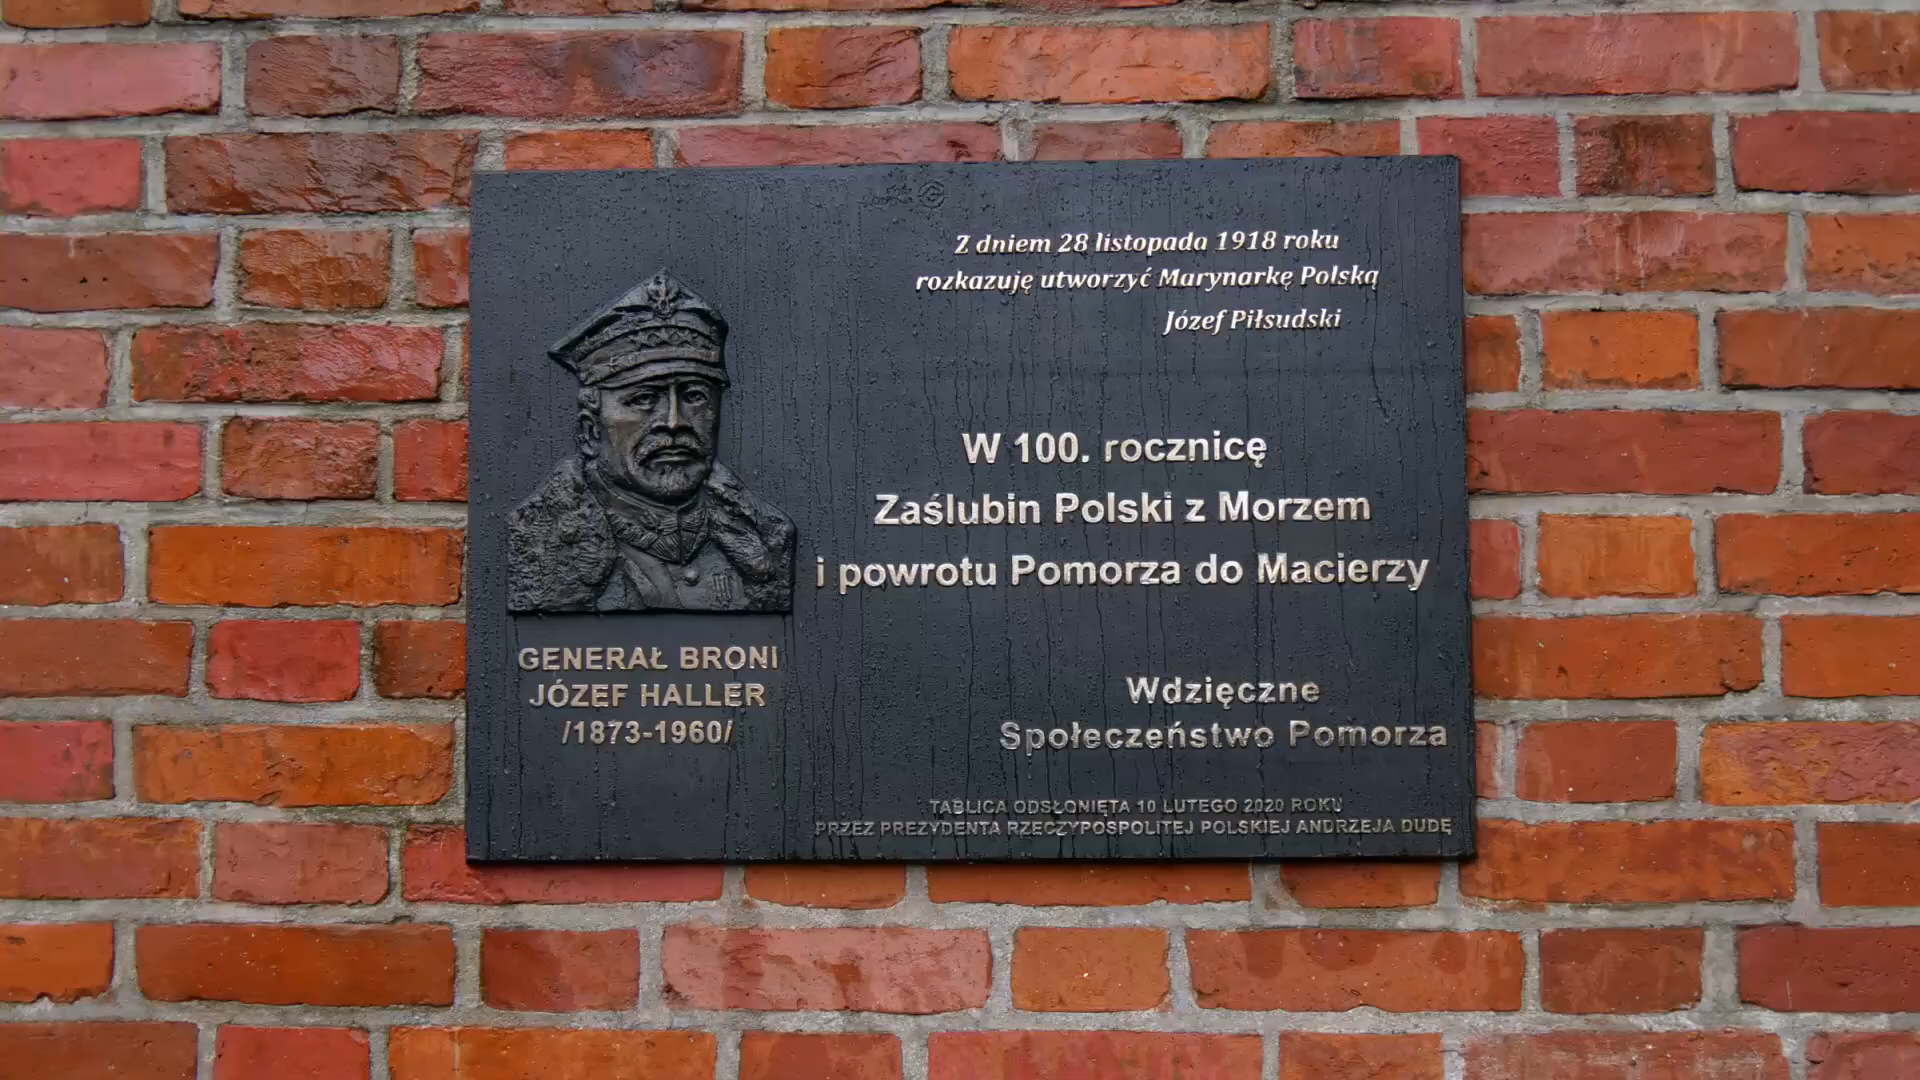 Z dniem 28 listopada 1918 roku
rozkazuję utworzyć Marynarkę Polską
Józef Piłsudski
W 100. rocznicę
Zaślubin Polski z Morzem
i powrotu Pomorza do Macierzy
GENERAŁ BRONI
JÓZEF HALLER
/1873-1960/
Wdzięczne
Społeczeństwo Pomorza
TABLICA ODSŁONIĘTA 10 LUTEGO 2020 ROKU
PRZEZ PREZYDENTA RZECZYPOSPOLITEJ POLSKIEJ ANDRZEJA DUDĘ